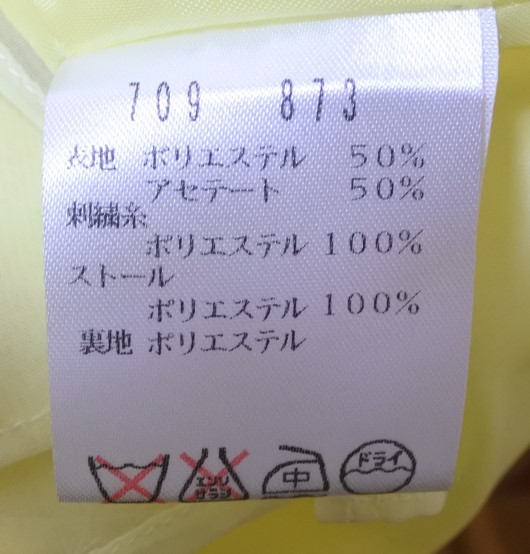 709 873
表地 ポリエステル 50%
アセテート 50%
刺繍糸
ポリエステル 100%
ストール
ポリエステル 100%
裏地 ポリエステル
エンソ サラシ 中 ドライ